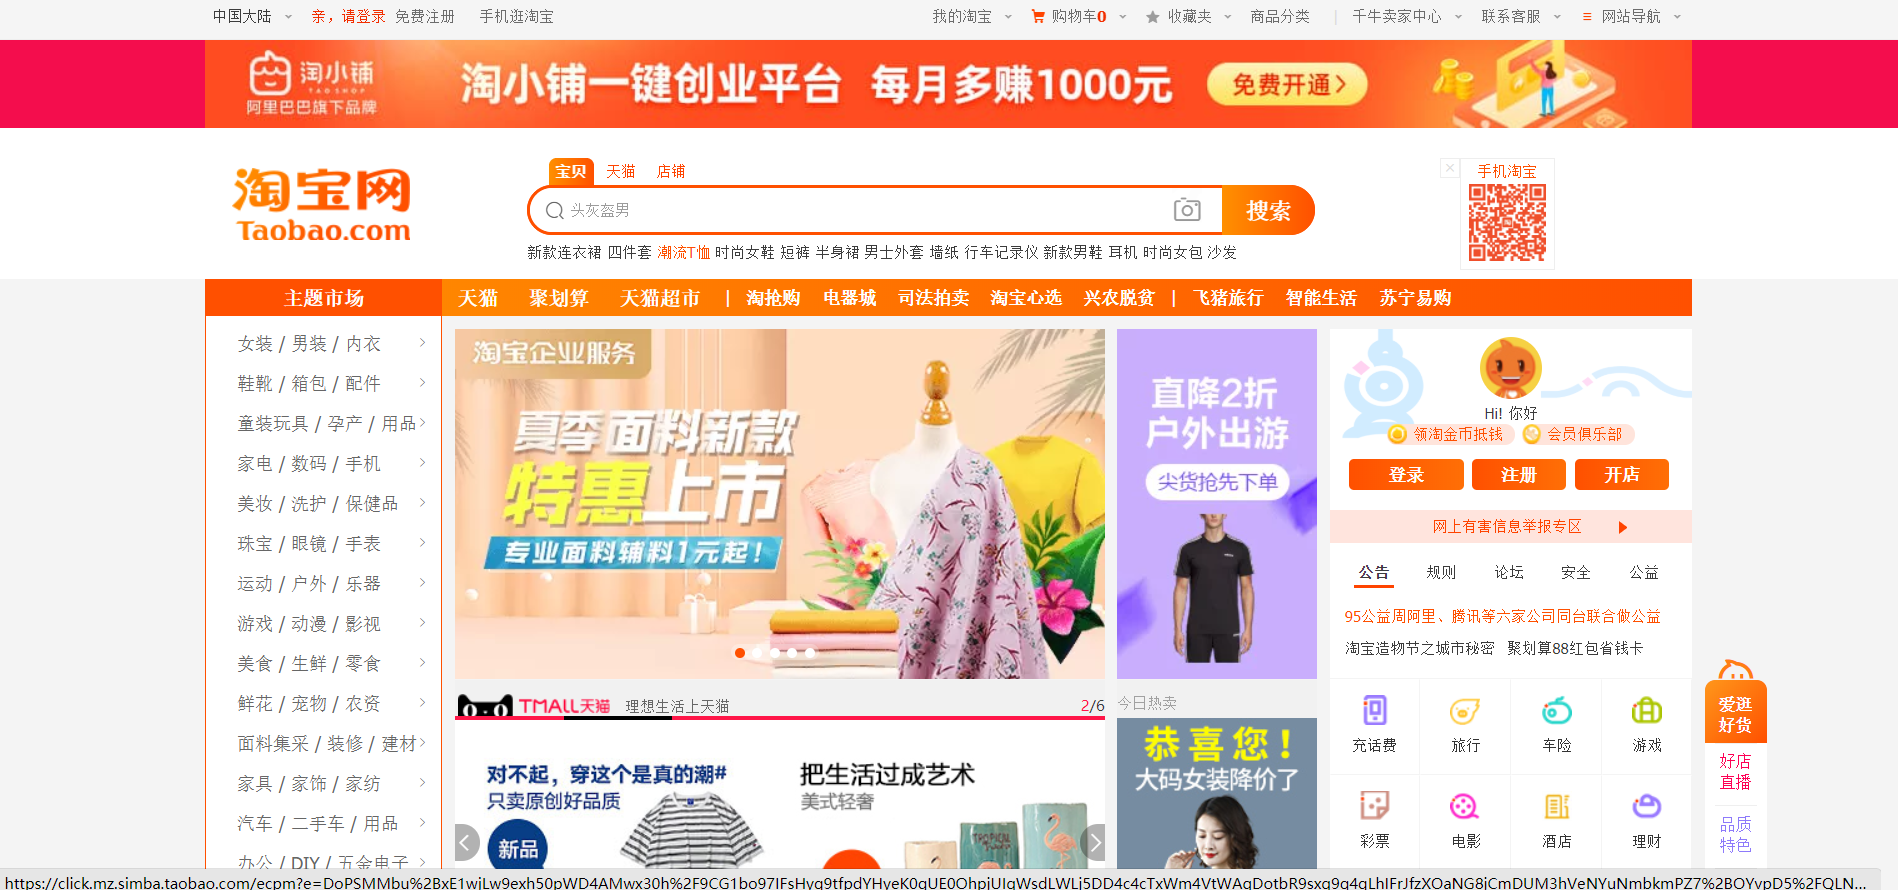 中国大陆 亲，请登录 免费注册 手机逛淘宝 我的淘宝 购物车0 收藏夹 商品分类 | 千牛卖家中心 联系客服 网站导航
淘小铺 TAOSHOP 阿里巴巴旗下品牌 淘小铺一键创业平台 每月多赚1000元 免费开通
淘宝网
Taobao.com
宝贝 天猫 店铺
头灰盔男 搜索
新款连衣裙 四件套 潮流T恤 时尚女鞋 短裤 半身裙 男士外套 墙纸 行车记录仪 新款男鞋 耳机 时尚女包 沙发
手机淘宝
主题市场 天猫 聚划算 天猫超市 | 淘抢购 电器城 司法拍卖 淘宝心选 兴农脱贫 | 飞猪旅行 智能生活 苏宁易购
女装 / 男装 / 内衣
鞋靴 / 箱包 / 配件
童装玩具 / 孕产 / 用品
家电 / 数码 / 手机
美妆 / 洗护 / 保健品
珠宝 / 眼镜 / 手表
运动 / 户外 / 乐器
游戏 / 动漫 / 影视
美食 / 生鲜 / 零食
鲜花 / 宠物 / 农资
面料集采 / 装修 / 建材
家具 / 家饰 / 家纺
汽车 / 二手车 / 用品
办公 / DIY / 五金电子
淘宝企业服务
夏季面料新款
特惠上市
专业面料辅料1元起！
TMALL天猫 理想生活上天猫 2/6
对不起，穿这个是真的潮#
只卖原创好品质
新品
把生活过成艺术
美式轻奢
TROPICAL
直降2折
户外出游
尖货抢先下单
今日热卖
恭喜您！
大码女装降价了
Hi! 你好
领淘金币抵钱 会员俱乐部
登录 注册 开店
网上有害信息举报专区
公告 规则 论坛 安全 公益
95公益周阿里、腾讯等六家公司同台联合做公益
淘宝造物节之城市秘密 聚划算88红包省钱卡
充话费 旅行 车险 游戏
彩票 电影 酒店 理财
爱逛
好货
好店
直播
品质
特色
https://click.mz.simba.taobao.com/ecpm?e=DoPSMMbu%2BxE1wjLw9exh50pWD4AMwx30h%2F9CG1bo97IFsHyq9tfpdYHyeK0gUE0OhpjUIgWsdLWLj5DD4c4cTxWm4VtWAgDotbR9sxq9q4gLhIFrJfzXOaNG8jCmDUM3hVeNYuNmbkmPZ7%2BOYvpD5%2FQLN...